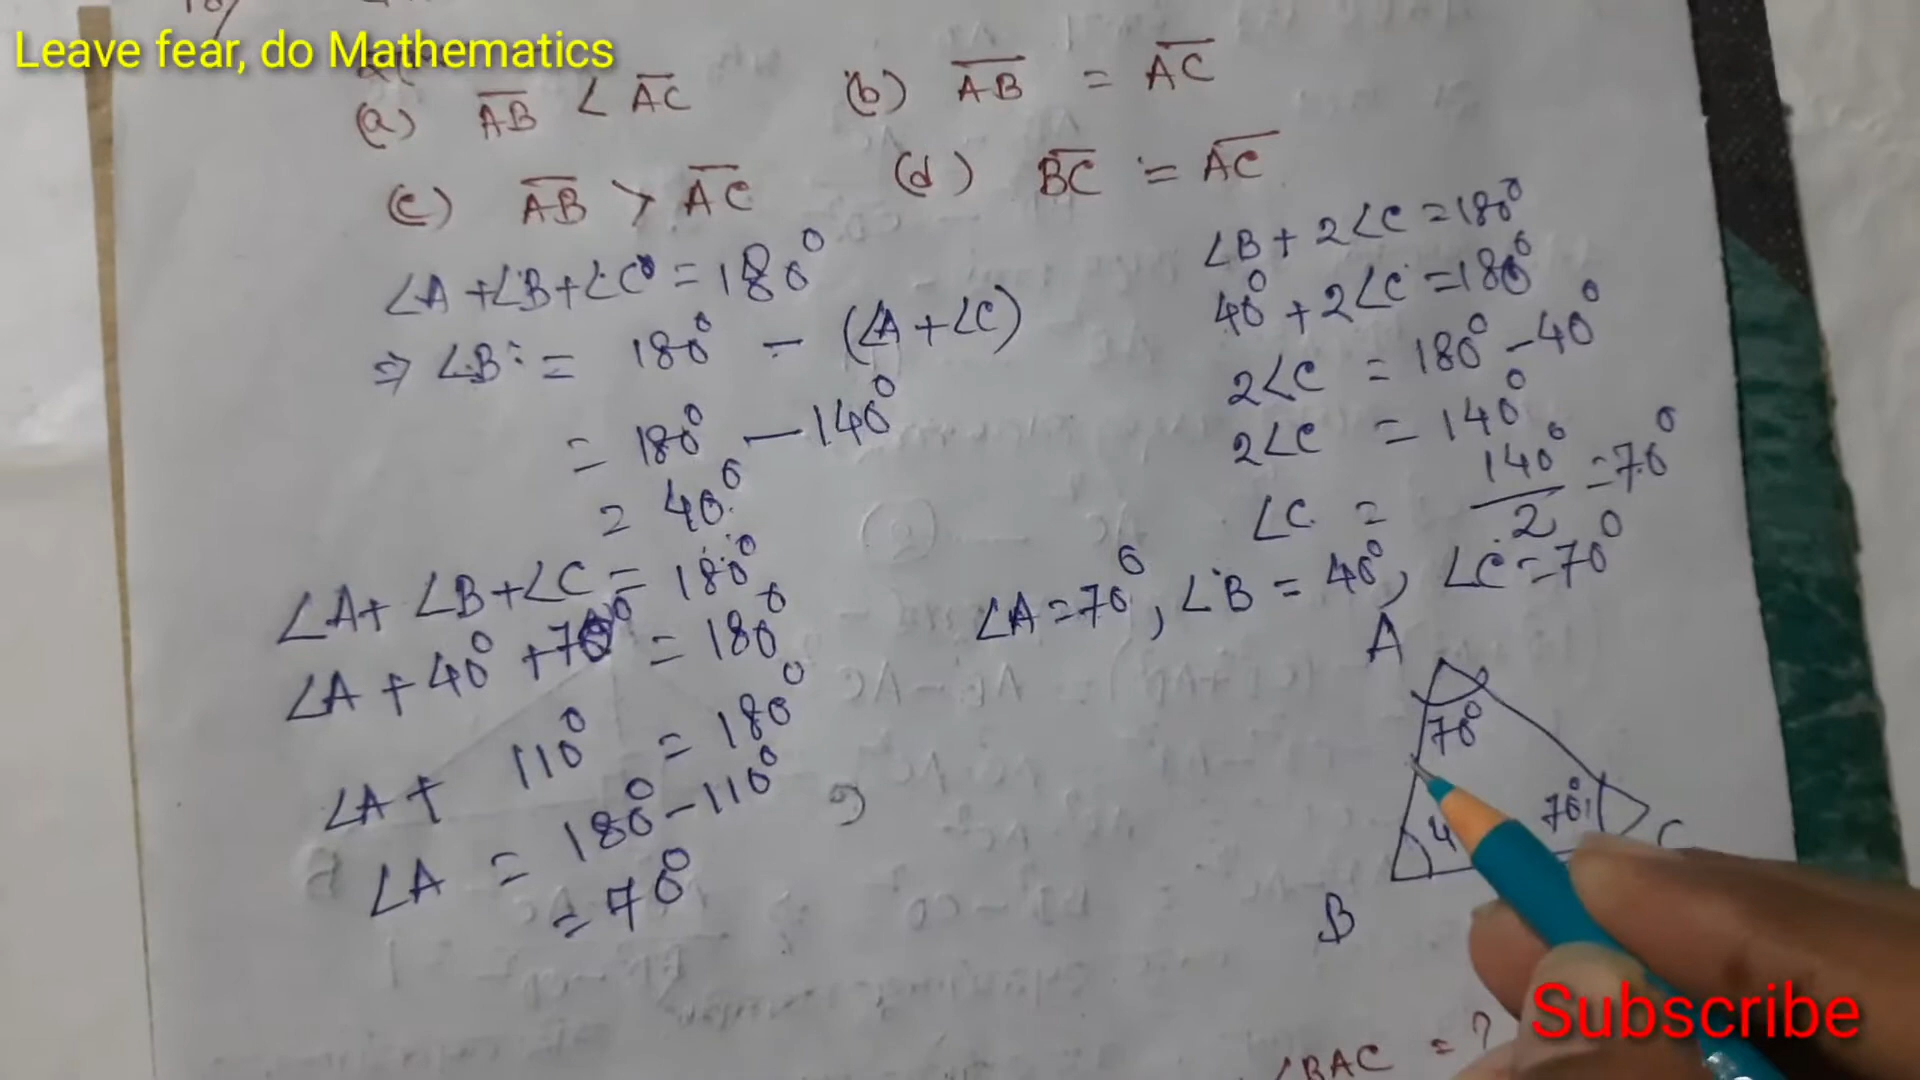 Leave fear, do Mathematics
(a) AB < AC (b) AB = AC
(c) AB > AC (d) BC = AC
∠A + ∠B + ∠C = 180°
⇒ ∠B = 180° - (∠A + ∠C)
= 180° - 140°
= 40°
∠A + ∠B + ∠C = 180°
∠A + 40° + 70° = 180°
∠A + 110° = 180°
∠A = 180° - 110°
= 70°
∠B + 2∠C = 180°
40° + 2∠C = 180°
2∠C = 180° - 40°
2∠C = 140°
∠C = 140°/2 = 70°
∠A = 70°, ∠B = 40°, ∠C = 70°
A
70°
4
70°
C
B
∠BAC = ?
Subscribe